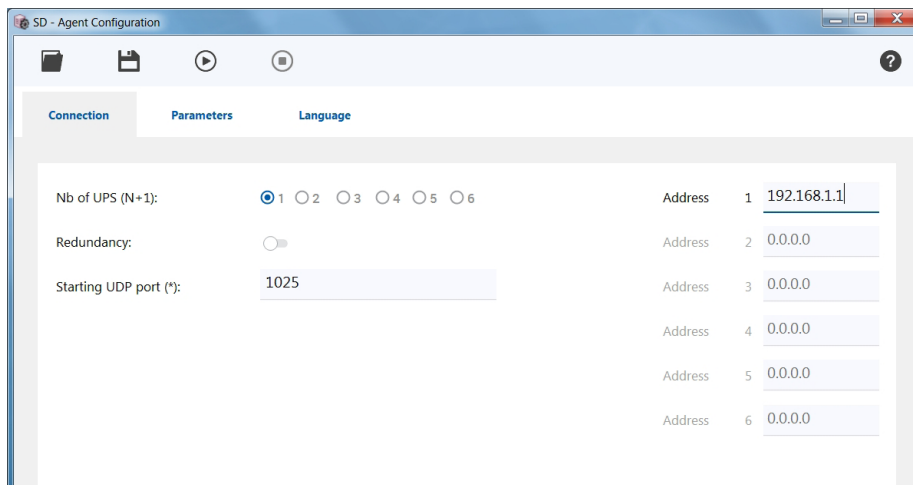 SD - Agent Configuration
?
Connection Parameters Language
Nb of UPS (N+1): 1 2 3 4 5 6 Address 1 192.168.1.1
Redundancy: Address 2 0.0.0.0
Starting UDP port (*): 1025 Address 3 0.0.0.0
Address 4 0.0.0.0
Address 5 0.0.0.0
Address 6 0.0.0.0